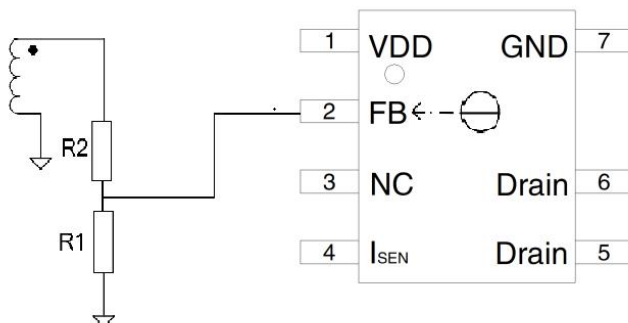 1 VDD GND 7
2 FB
R2
3 NC Drain 6
R1
4 ISEN Drain 5